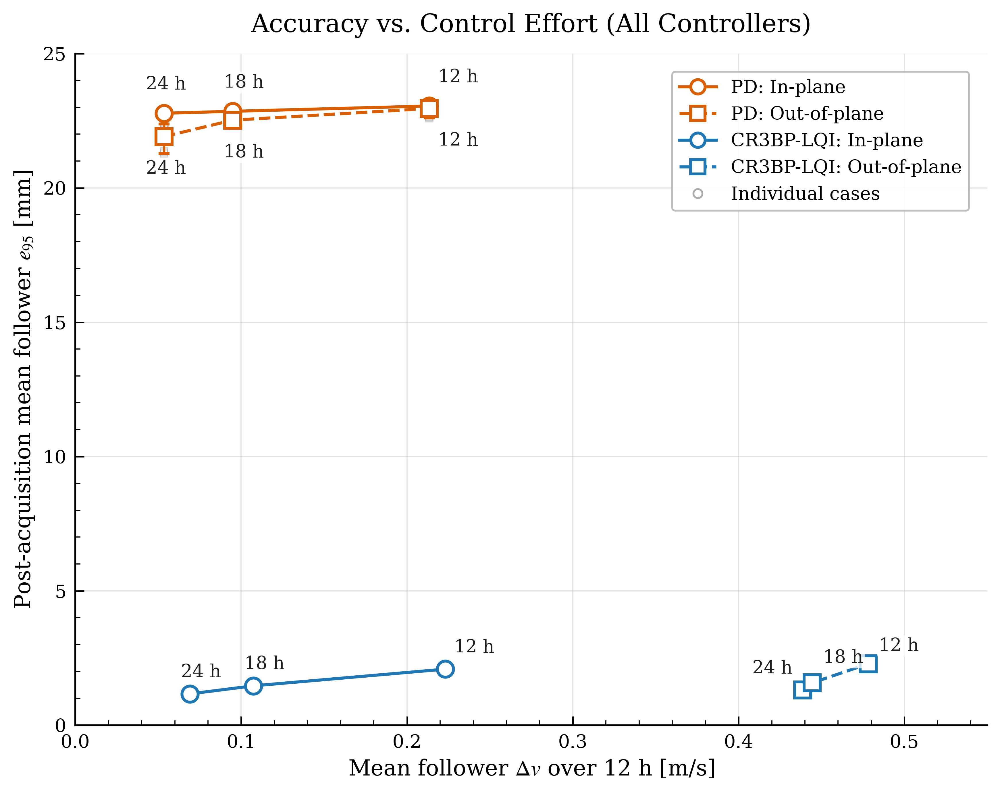 Accuracy vs. Control Effort (All Controllers)
25
20
15
10
5
0
Post-acquisition mean follower e95 [mm]
24 h
18 h
12 h
24 h
18 h
12 h
PD: In-plane
PD: Out-of-plane
CR3BP-LQI: In-plane
CR3BP-LQI: Out-of-plane
Individual cases
24 h
18 h
12 h
24 h
18 h
12 h
0.0
0.1
0.2
0.3
0.4
0.5
Mean follower Δv over 12 h [m/s]